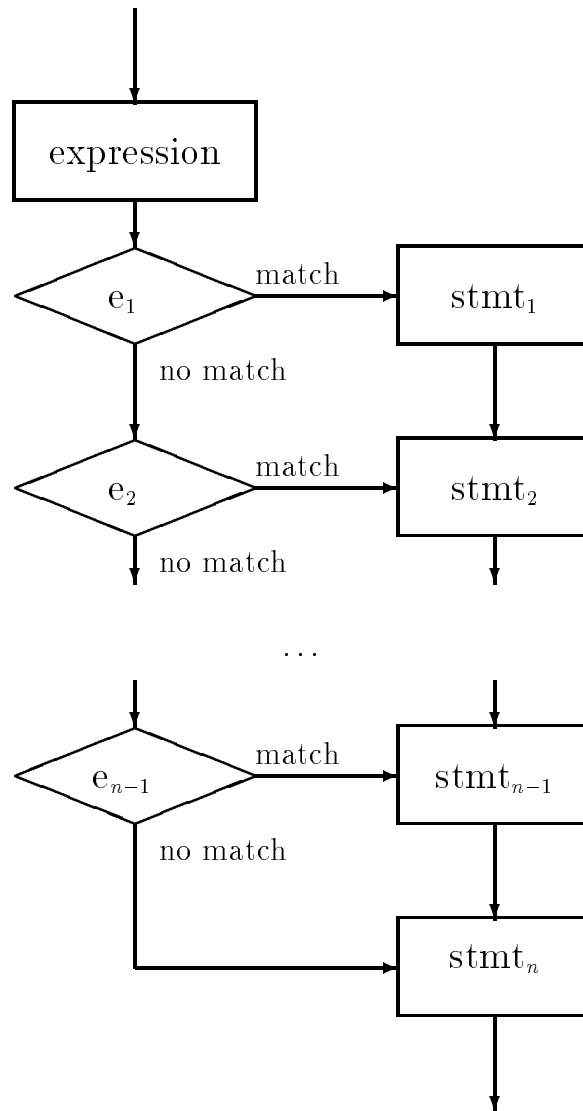 expression
match
e₁
stmt₁
no match
match
e₂
stmt₂
no match
...
match
eₙ₋₁
stmtₙ₋₁
no match
stmtₙ